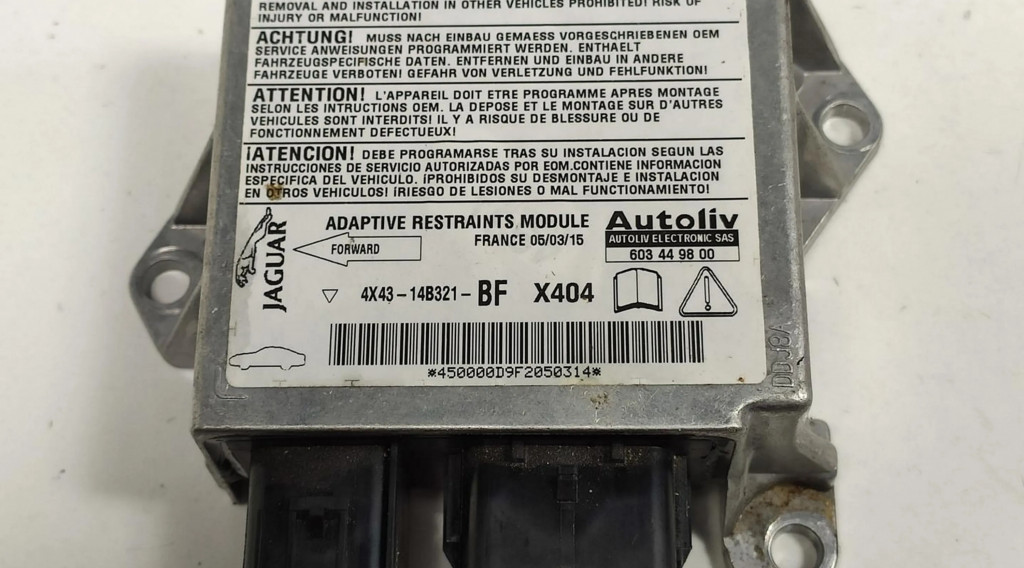 REMOVAL AND INSTALLATION IN OTHER VEHICLES PROHIBITED! RISK OF
INJURY OR MALFUNCTION!
ACHTUNG! MUSS NACH EINBAU GEMAESS VORGESCHRIEBENEN OEM
SERVICE ANWEISUNGEN PROGRAMMIERT WERDEN. ENTHAELT
FAHRZEUGSPEZIFISCHE DATEN. ENTFERNEN UND EINBAU IN ANDERE
FAHRZEUGE VERBOTEN! GEFAHR VON VERLETZUNG UND FEHLFUNKTION!
ATTENTION! L'APPAREIL DOIT ETRE PROGRAMME APRES MONTAGE
SELON LES INTRUCTIONS OEM. LA DEPOSE ET LE MONTAGE SUR D'AUTRES
VEHICULES SONT INTERDITS! IL Y A RISQUE DE BLESSURE OU DE
FONCTIONNEMENT DEFECTUEUX!
¡ATENCION! DEBE PROGRAMARSE TRAS SU INSTALACION SEGUN LAS
INSTRUCCIONES DE SERVICIO AUTORIZADAS POR EOM.CONTIENE INFORMACION
ESPECIFICA DEL VEHICULO. ¡PROHIBIDOS SU DESMONTAJE E INSTALACION
EN OTROS VEHICULOS! ¡RIESGO DE LESIONES O MAL FUNCTIONAMIENTO!
JAGUAR
ADAPTIVE RESTRAINTS MODULE
FORWARD
FRANCE 05/03/15
Autoliv
AUTOLIV ELECTRONIC SAS
603 44 98 00
4X43-14B321-BF X404
*450000D9F2050314*